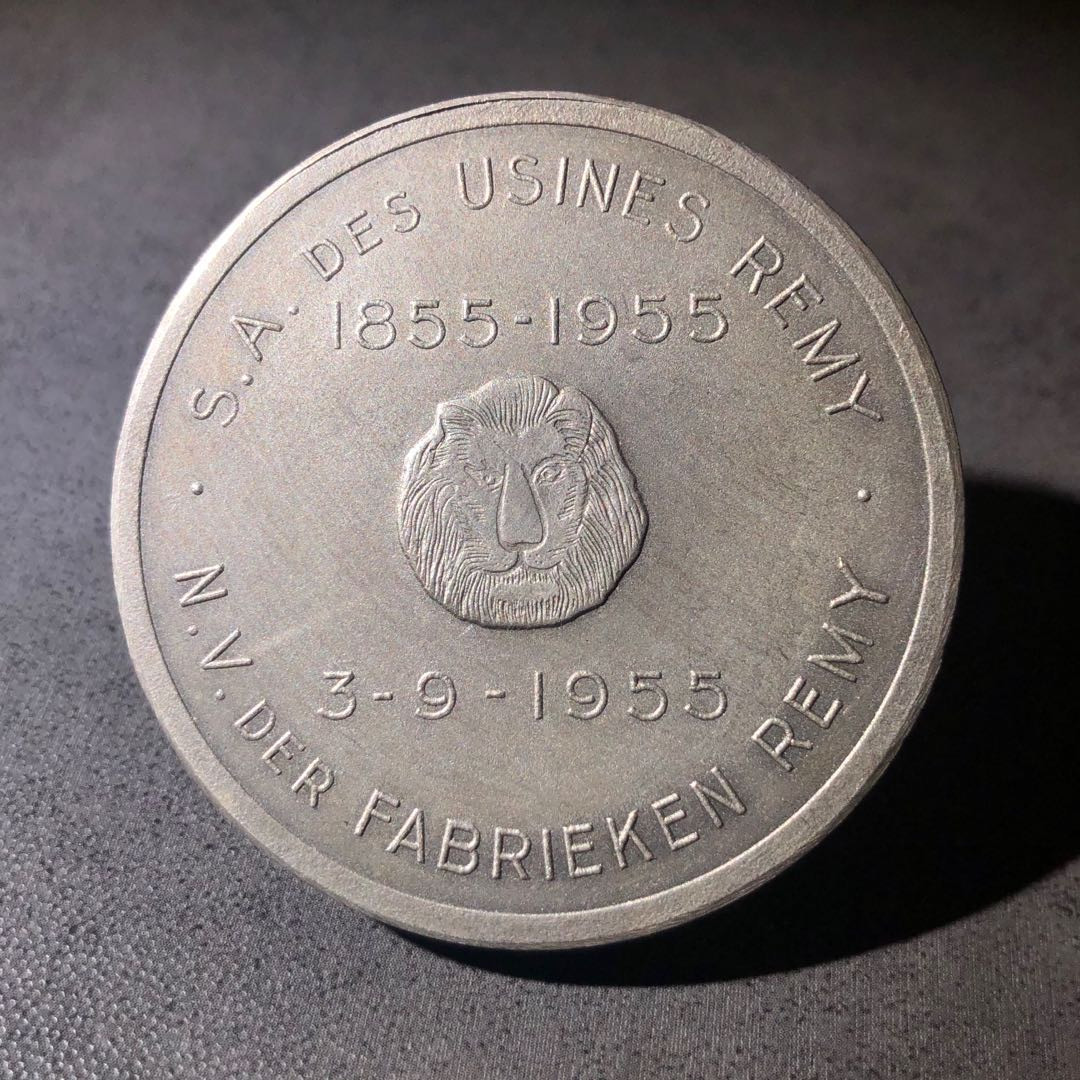 S.A. DES USINES REMY
1855-1955
3-9-1955
· N.V. DER FABRIEKEN REMY ·